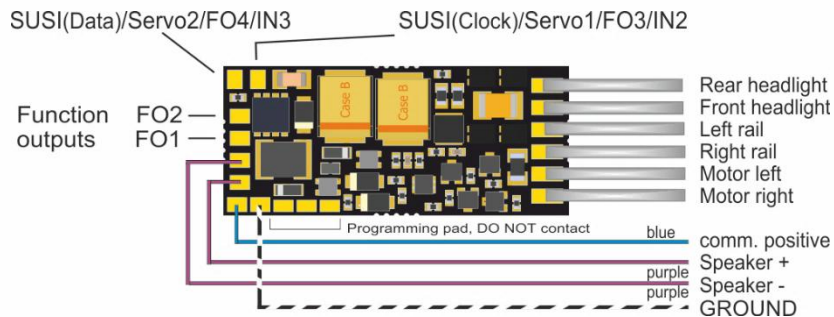 SUSI(Data)/Servo2/FO4/IN3
SUSI(Clock)/Servo1/FO3/IN2
Function
outputs
FO2
FO1
Case B
Case B
Rear headlight
Front headlight
Left rail
Right rail
Motor left
Motor right
Programming pad, DO NOT contact
blue
comm. positive
Speaker +
purple
Speaker -
purple
GROUND